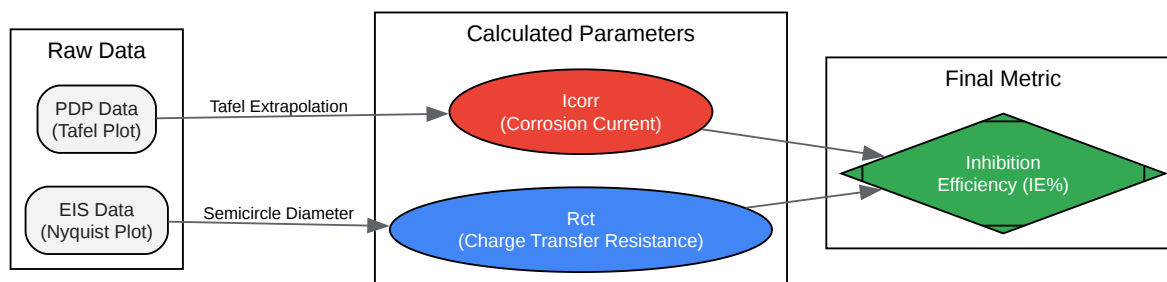 Raw Data
PDP Data
(Tafel Plot)
EIS Data
(Nyquist Plot)
Tafel Extrapolation
Semicircle Diameter
Calculated Parameters
Icorr
(Corrosion Current)
Rct
(Charge Transfer Resistance)
Final Metric
Inhibition
Efficiency (IE%)